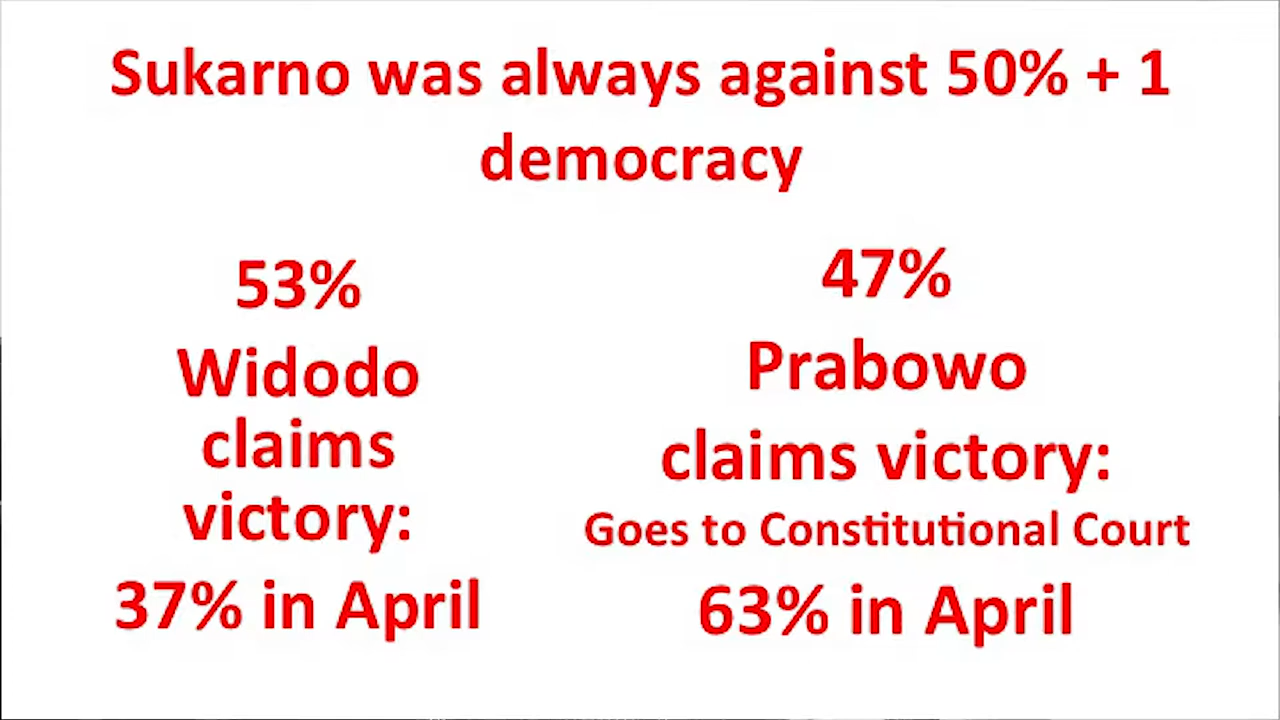 Sukarno was always against 50% + 1
democracy
53%
Widodo
claims
victory:
37% in April
47%
Prabowo
claims victory:
Goes to Constitutional Court
63% in April